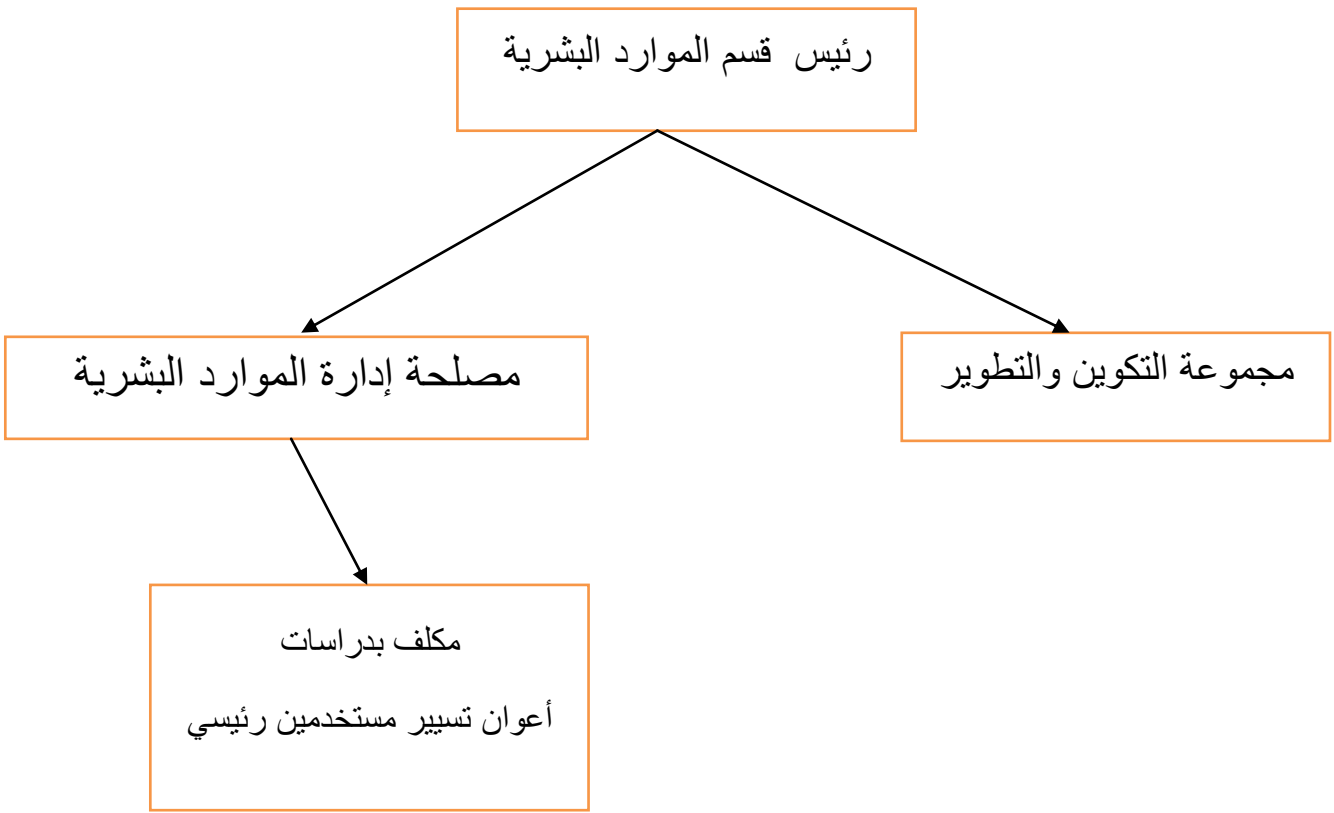 رئيس قسم الموارد البشرية
مجموعة التكوين والتطوير
مصلحة إدارة الموارد البشرية
مكلف بدراسات
أعوان تسيير مستخدمين رئيسي